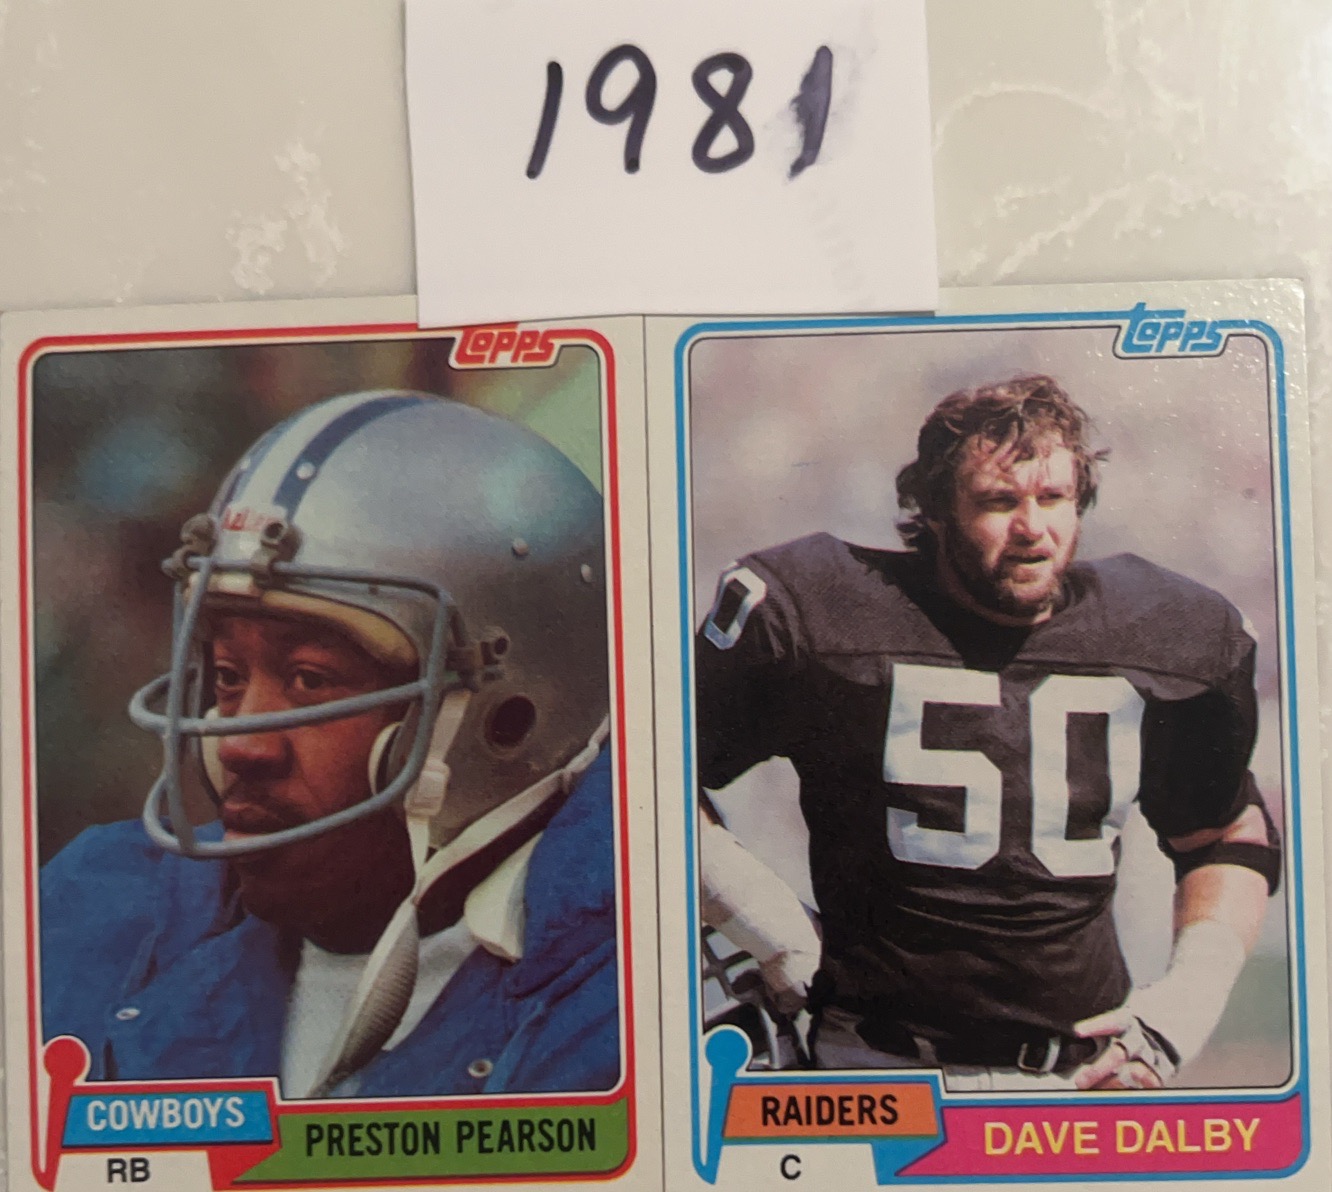 1981
topps
topps
50
COWBOYS
PRESTON PEARSON
RB
RAIDERS
DAVE DALBY
C